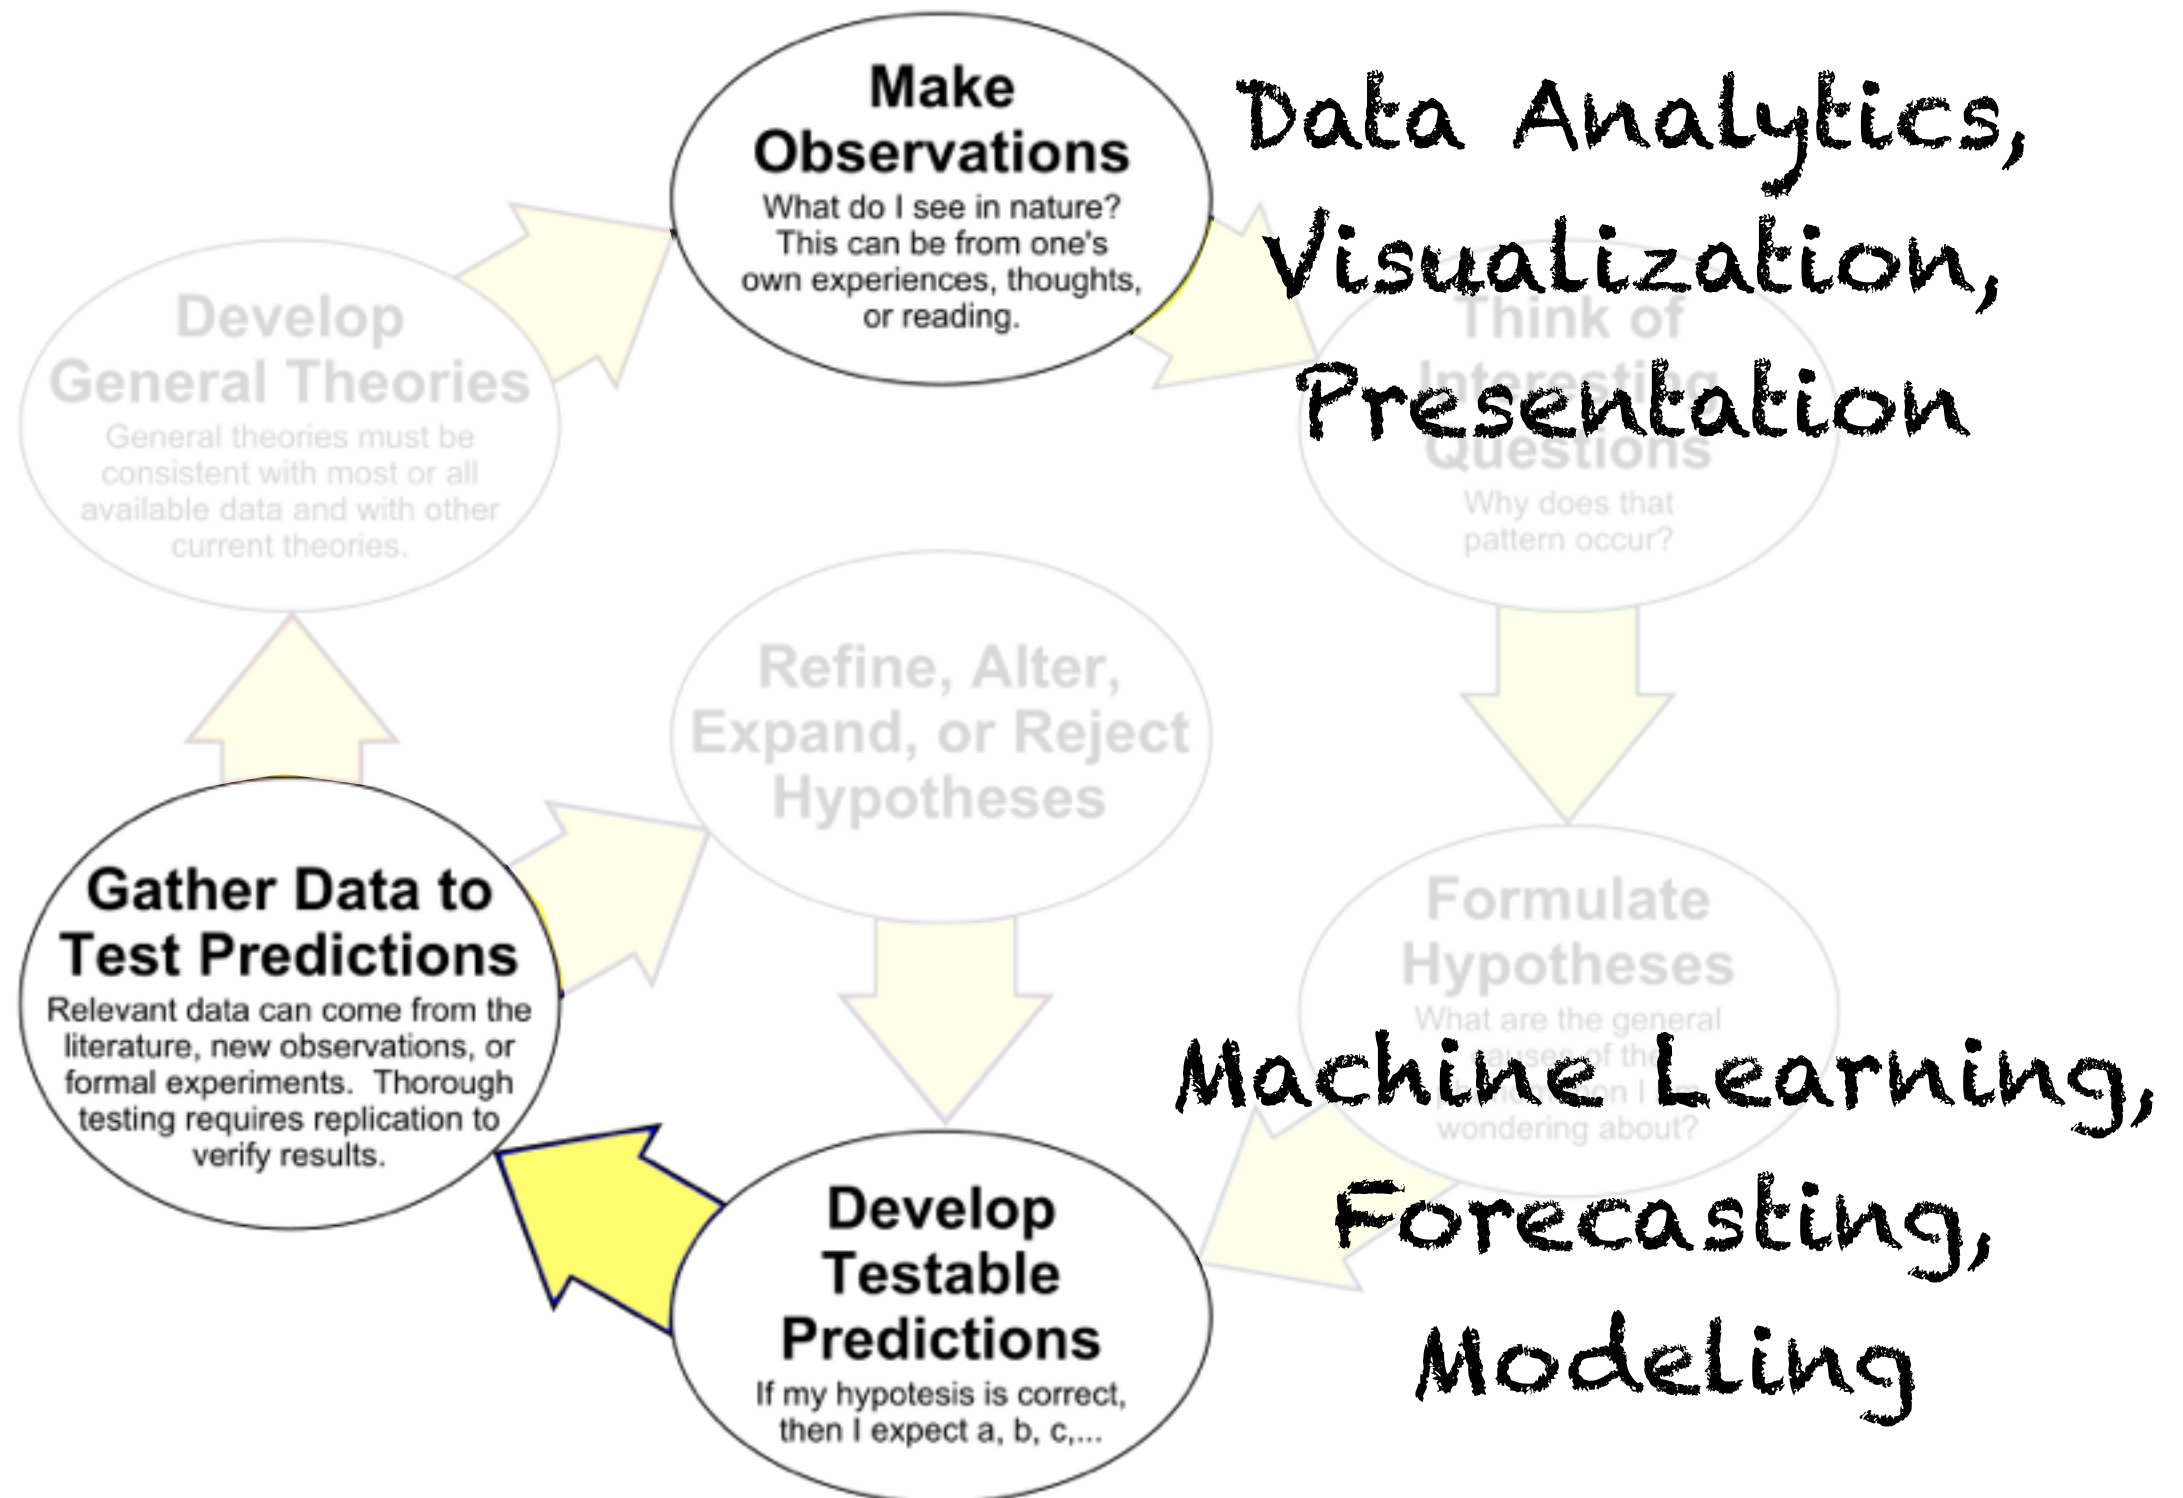 Make
Observations
What do I see in nature?
This can be from one's
own experiences, thoughts,
or reading.
Data Analytics,
Visualization,
Presentation
Think of
Interesting
Questions
Why does that
pattern occur?
Develop
General Theories
General theories must be
consistent with most or all
available data and with other
current theories.
Refine, Alter,
Expand, or Reject
Hypotheses
Gather Data to
Test Predictions
Relevant data can come from the
literature, new observations, or
formal experiments. Thorough
testing requires replication to
verify results.
Formulate
Hypotheses
What are the general
causes of the
I
wondering about?
Machine Learning,
Forecasting,
Modeling
Develop
Testable
Predictions
If my hypotesis is correct,
then I expect a, b, c,...